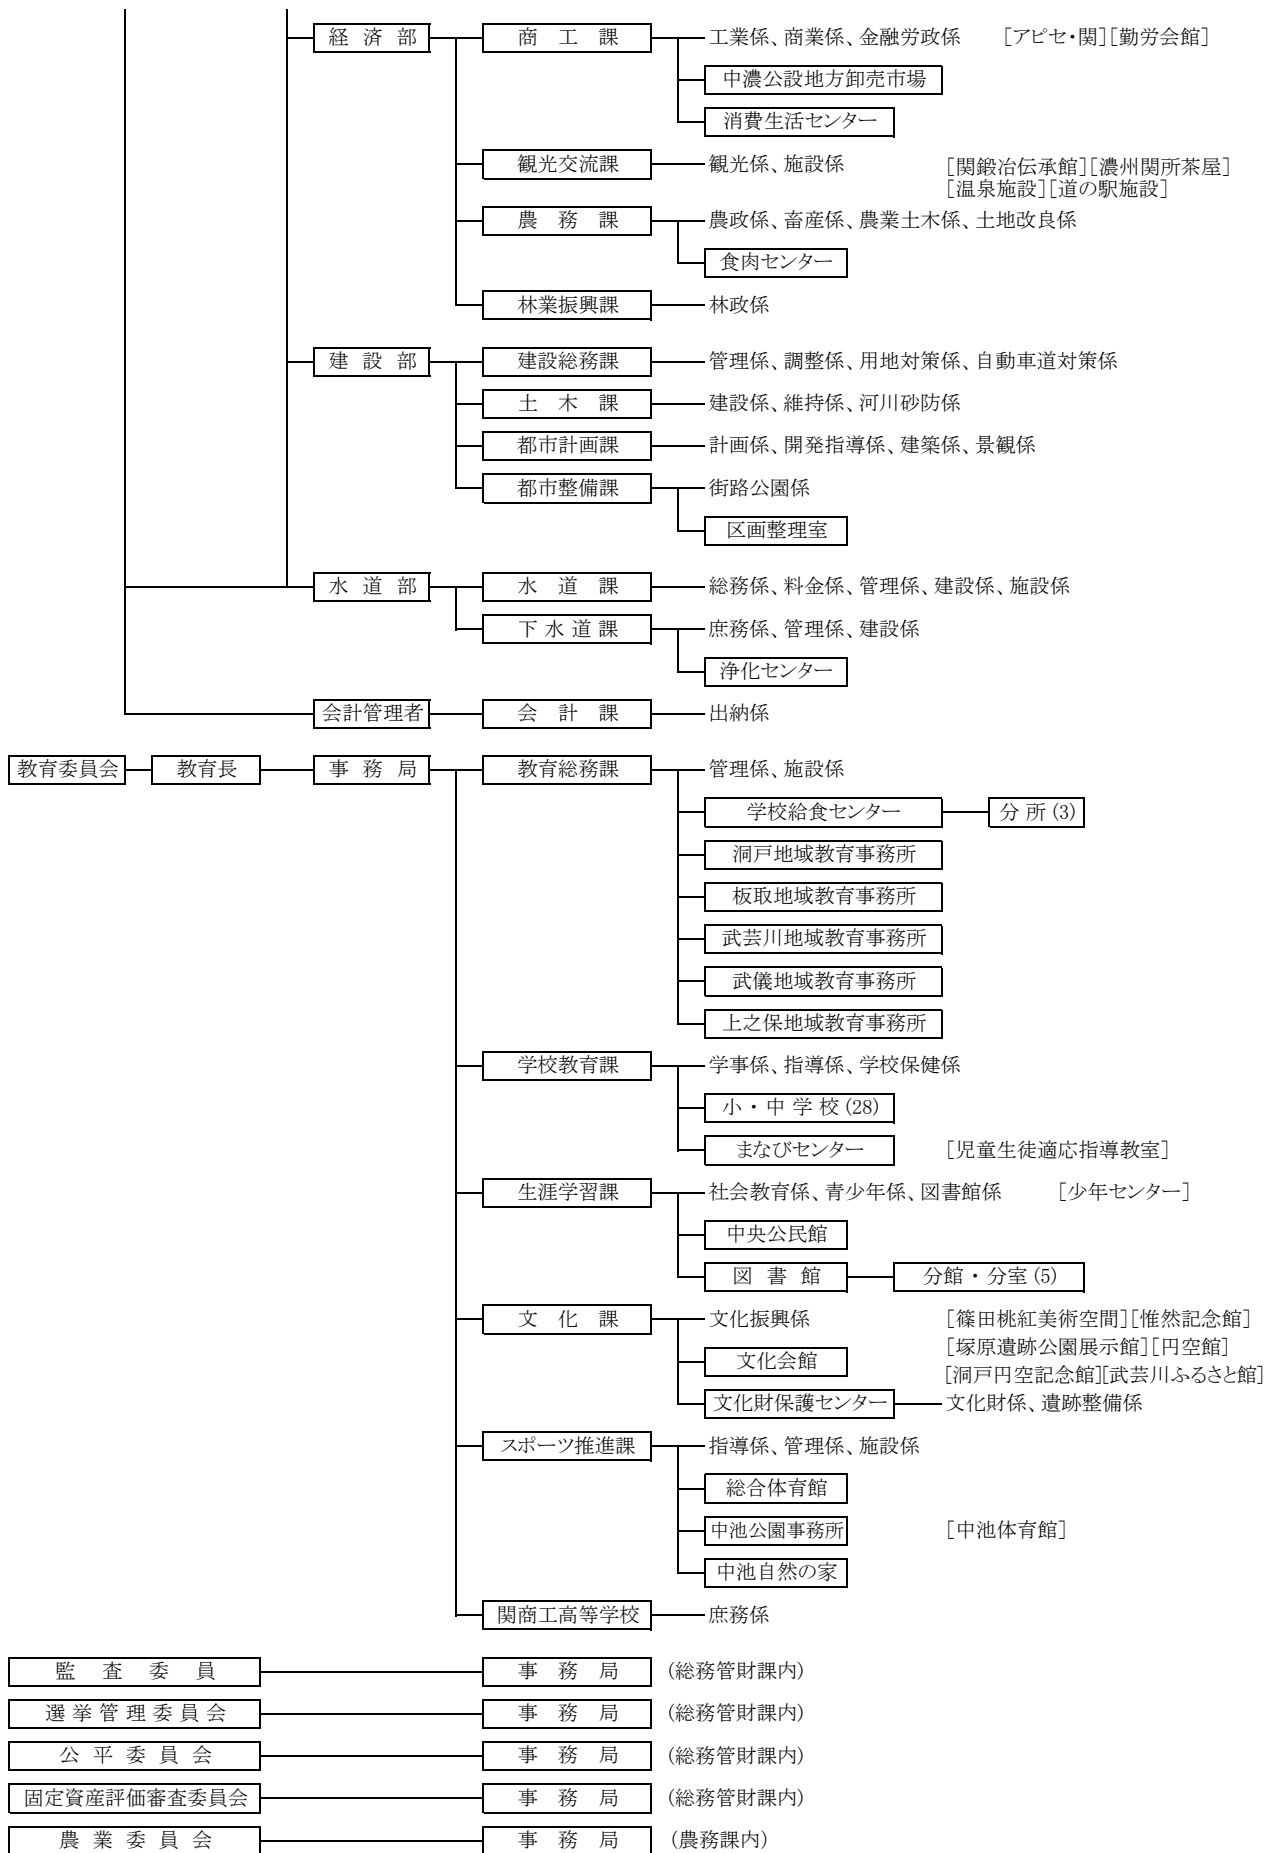 経済部 商工課 工業係、商業係、金融労政係 [アピセ・関][勤労会館]
中濃公設地方卸売市場
消費生活センター
観光交流課 観光係、施設係 [関鍛冶伝承館][濃州関所茶屋]
[温泉施設][道の駅施設]
農務課 農政係、畜産係、農業土木係、土地改良係
食肉センター
林業振興課 林政係
建設部 建設総務課 管理係、調整係、用地対策係、自動車道対策係
土木課 建設係、維持係、河川砂防係
都市計画課 計画係、開発指導係、建築係、景観係
都市整備課 街路公園係
区画整理室
水道部 水道課 総務係、料金係、管理係、建設係、施設係
下水道課 庶務係、管理係、建設係
浄化センター
会計管理者 会計課 出納係
教育委員会 教育長 事務局 教育総務課 管理係、施設係
学校給食センター 分所(3)
洞戸地域教育事務所
板取地域教育事務所
武芸川地域教育事務所
武儀地域教育事務所
上之保地域教育事務所
学校教育課 学事係、指導係、学校保健係
小・中学校(28)
まなびセンター [児童生徒適応指導教室]
生涯学習課 社会教育係、青少年係、図書館係 [少年センター]
中央公民館
図書館 分館・分室(5)
文化課 文化振興係 [篠田桃紅美術空間][惟然記念館]
[塚原遺跡公園展示館][円空館]
文化会館
[洞戸円空記念館][武芸川ふるさと館]
文化財保護センター 文化財係、遺跡整備係
スポーツ推進課 指導係、管理係、施設係
総合体育館
中池公園事務所 [中池体育館]
中池自然の家
関商工高等学校 庶務係
監査委員 事務局 (総務管財課内)
選挙管理委員会 事務局 (総務管財課内)
公平委員会 事務局 (総務管財課内)
固定資産評価審査委員会 事務局 (総務管財課内)
農業委員会 事務局 (農務課内)